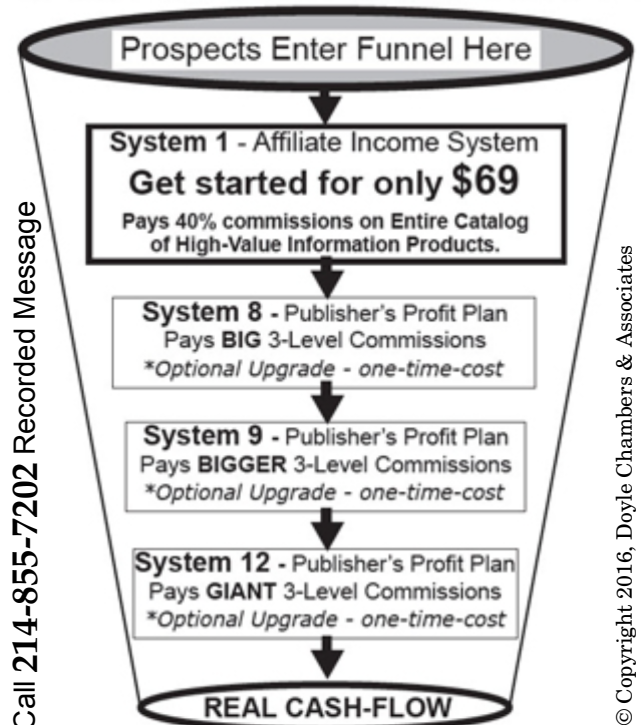 Prospects Enter Funnel Here
System 1 - Affiliate Income System
Get started for only $69
Pays 40% commissions on Entire Catalog
of High-Value Information Products.
System 8 - Publisher's Profit Plan
Pays BIG 3-Level Commissions
*Optional Upgrade - one-time-cost
System 9 - Publisher's Profit Plan
Pays BIGGER 3-Level Commissions
*Optional Upgrade - one-time-cost
System 12 - Publisher's Profit Plan
Pays GIANT 3-Level Commissions
*Optional Upgrade - one-time-cost
REAL CASH-FLOW
Call 214-855-7202 Recorded Message
© Copyright 2016, Doyle Chambers & Associates